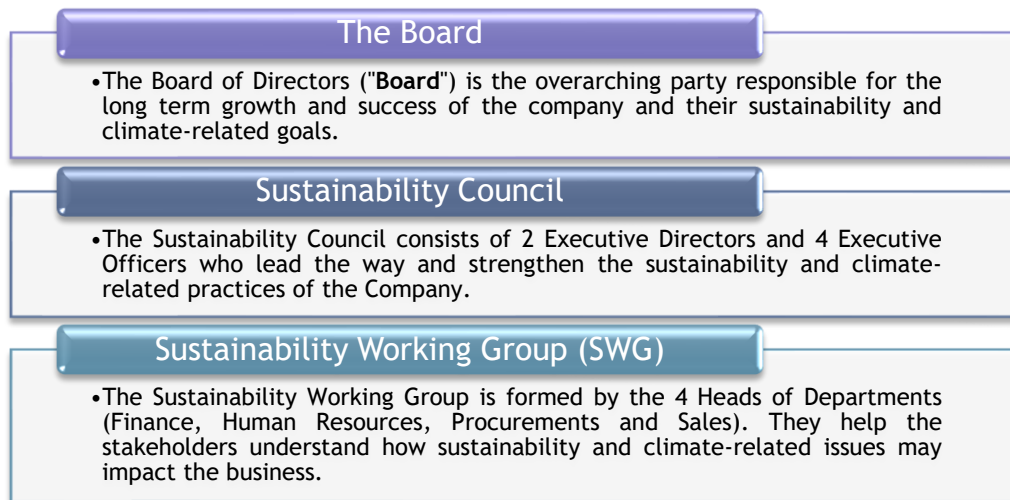 The Board
•The Board of Directors ("Board") is the overarching party responsible for the
long term growth and success of the company and their sustainability and
climate-related goals.
Sustainability Council
•The Sustainability Council consists of 2 Executive Directors and 4 Executive
Officers who lead the way and strengthen the sustainability and climate-
related practices of the Company.
Sustainability Working Group (SWG)
•The Sustainability Working Group is formed by the 4 Heads of Departments
(Finance, Human Resources, Procurements and Sales). They help the
stakeholders understand how sustainability and climate-related issues may
impact the business.